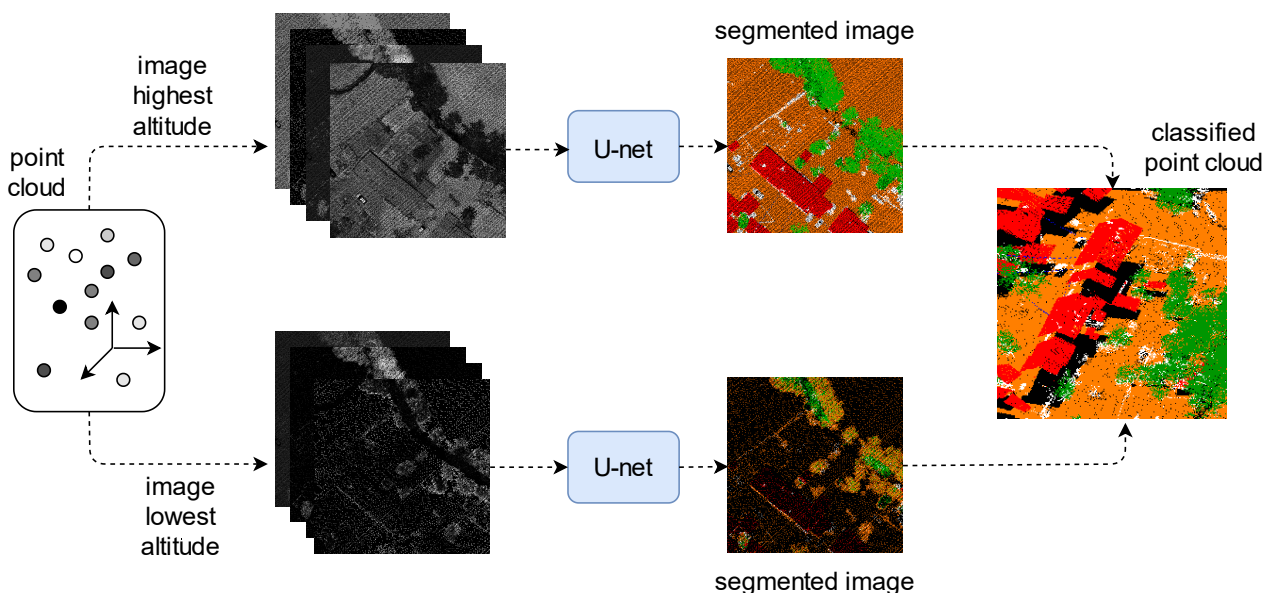 point
cloud
image
highest
altitude
U-net
segmented image
image
lowest
altitude
U-net
segmented image
classified
point cloud